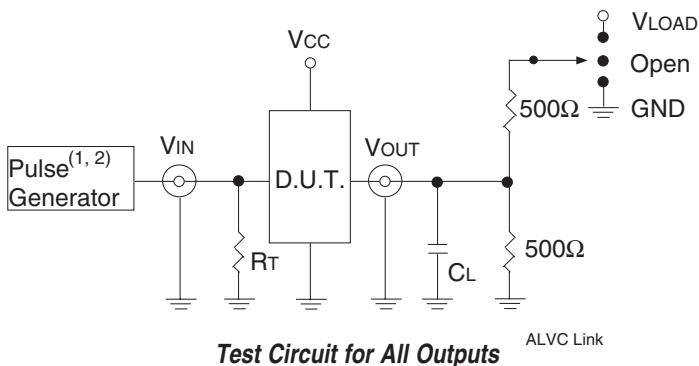 VLOAD
VCC
Open
500Ω
GND
VIN
VOUT
Pulse(1, 2)
Generator
D.U.T.
RT
CL
500Ω
ALVC Link
Test Circuit for All Outputs